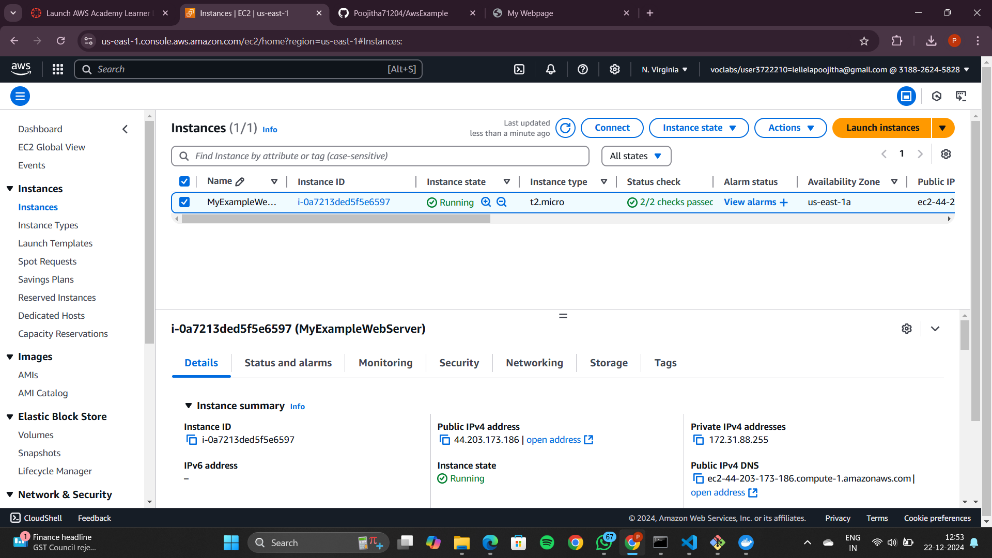 Launch AWS Academy Learner
Instances | EC2 | us-east-1
Poojitha71204/AwsExample
My Webpage
us-east-1.console.aws.amazon.com/ec2/home?region=us-east-1#Instances:
P
aws
Search
[Alt+S]
N. Virginia
voclabs/user3722210=lellelapoojitha@gmail.com @ 3188-2624-5828
Dashboard
EC2 Global View
Events
Instances
Instances
Instance Types
Launch Templates
Spot Requests
Savings Plans
Reserved Instances
Dedicated Hosts
Capacity Reservations
Images
AMIs
AMI Catalog
Elastic Block Store
Volumes
Snapshots
Lifecycle Manager
Network & Security
Instances (1/1) Info
Last updated
less than a minute ago
Connect
Instance state
Actions
Launch instances
Find Instance by attribute or tag (case-sensitive)
All states
1
Name
Instance ID
Instance state
Instance type
Status check
Alarm status
Availability Zone
Public IP
MyExampleWe...
i-0a7213ded5f5e6597
Running
t2.micro
2/2 checks passed
View alarms +
us-east-1a
ec2-44-2
i-0a7213ded5f5e6597 (MyExampleWebServer)
Details
Status and alarms
Monitoring
Security
Networking
Storage
Tags
Instance summary Info
Instance ID
i-0a7213ded5f5e6597
IPv6 address
–
Public IPv4 address
44.203.173.186 | open address
Instance state
Running
Private IPv4 addresses
172.31.88.255
Public IPv4 DNS
ec2-44-203-173-186.compute-1.amazonaws.com |
open address
CloudShell
Feedback
© 2024, Amazon Web Services, Inc. or its affiliates.
Privacy
Terms
Cookie preferences
1
Finance headline
GST Council reje...
Search
67
P
ENG
IN
12:53
22-12-2024